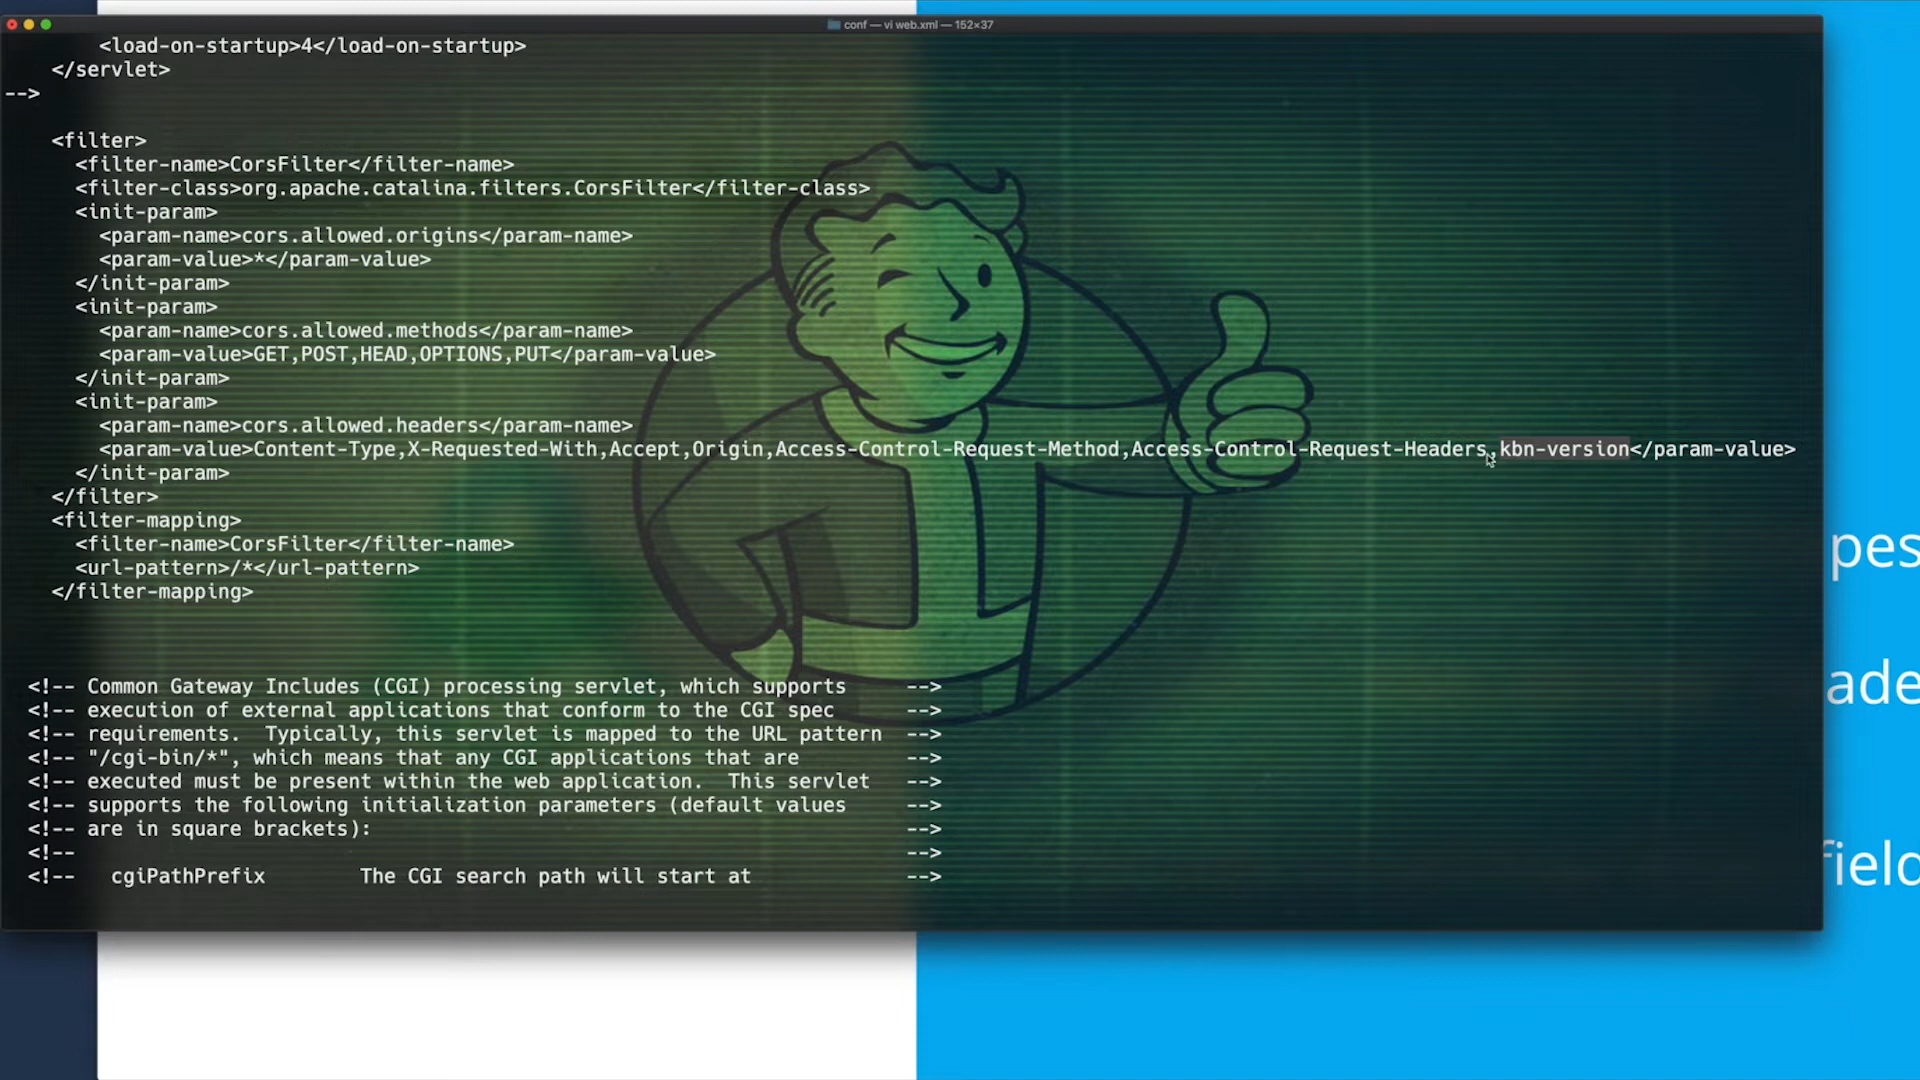 conf — vi web.xml — 152×37
        <load-on-startup>4</load-on-startup>
    </servlet>
-->
    <filter>
      <filter-name>CorsFilter</filter-name>
      <filter-class>org.apache.catalina.filters.CorsFilter</filter-class>
      <init-param>
        <param-name>cors.allowed.origins</param-name>
        <param-value>*</param-value>
      </init-param>
      <init-param>
        <param-name>cors.allowed.methods</param-name>
        <param-value>GET,POST,HEAD,OPTIONS,PUT</param-value>
      </init-param>
      <init-param>
        <param-name>cors.allowed.headers</param-name>
        <param-value>Content-Type,X-Requested-With,Accept,Origin,Access-Control-Request-Method,Access-Control-Request-Headers,kbn-version</param-value>
      </init-param>
    </filter>
    <filter-mapping>
      <filter-name>CorsFilter</filter-name>
      <url-pattern>/*</url-pattern>
    </filter-mapping>
  <!-- Common Gateway Includes (CGI) processing servlet, which supports     -->
  <!-- execution of external applications that conform to the CGI spec      -->
  <!-- requirements.  Typically, this servlet is mapped to the URL pattern  -->
  <!-- "/cgi-bin/*", which means that any CGI applications that are         -->
  <!-- executed must be present within the web application.  This servlet   -->
  <!-- supports the following initialization parameters (default values     -->
  <!-- are in square brackets):                                             -->
  <!--                                                                      -->
  <!--   cgiPathPrefix        The CGI search path will start at             -->
pes
ade
field